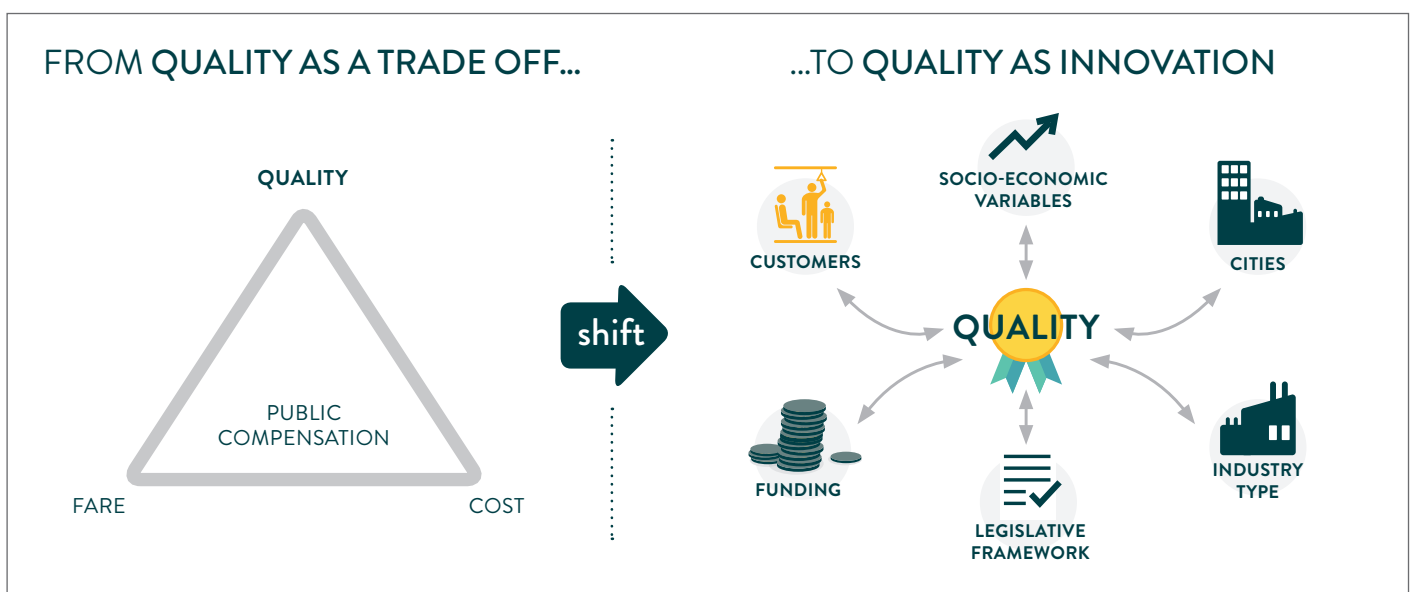 FROM QUALITY AS A TRADE OFF...
QUALITY
PUBLIC
COMPENSATION
FARE
COST
shift
...TO QUALITY AS INNOVATION
SOCIO-ECONOMIC
VARIABLES
CUSTOMERS
CITIES
QUALITY
FUNDING
INDUSTRY
TYPE
LEGISLATIVE
FRAMEWORK